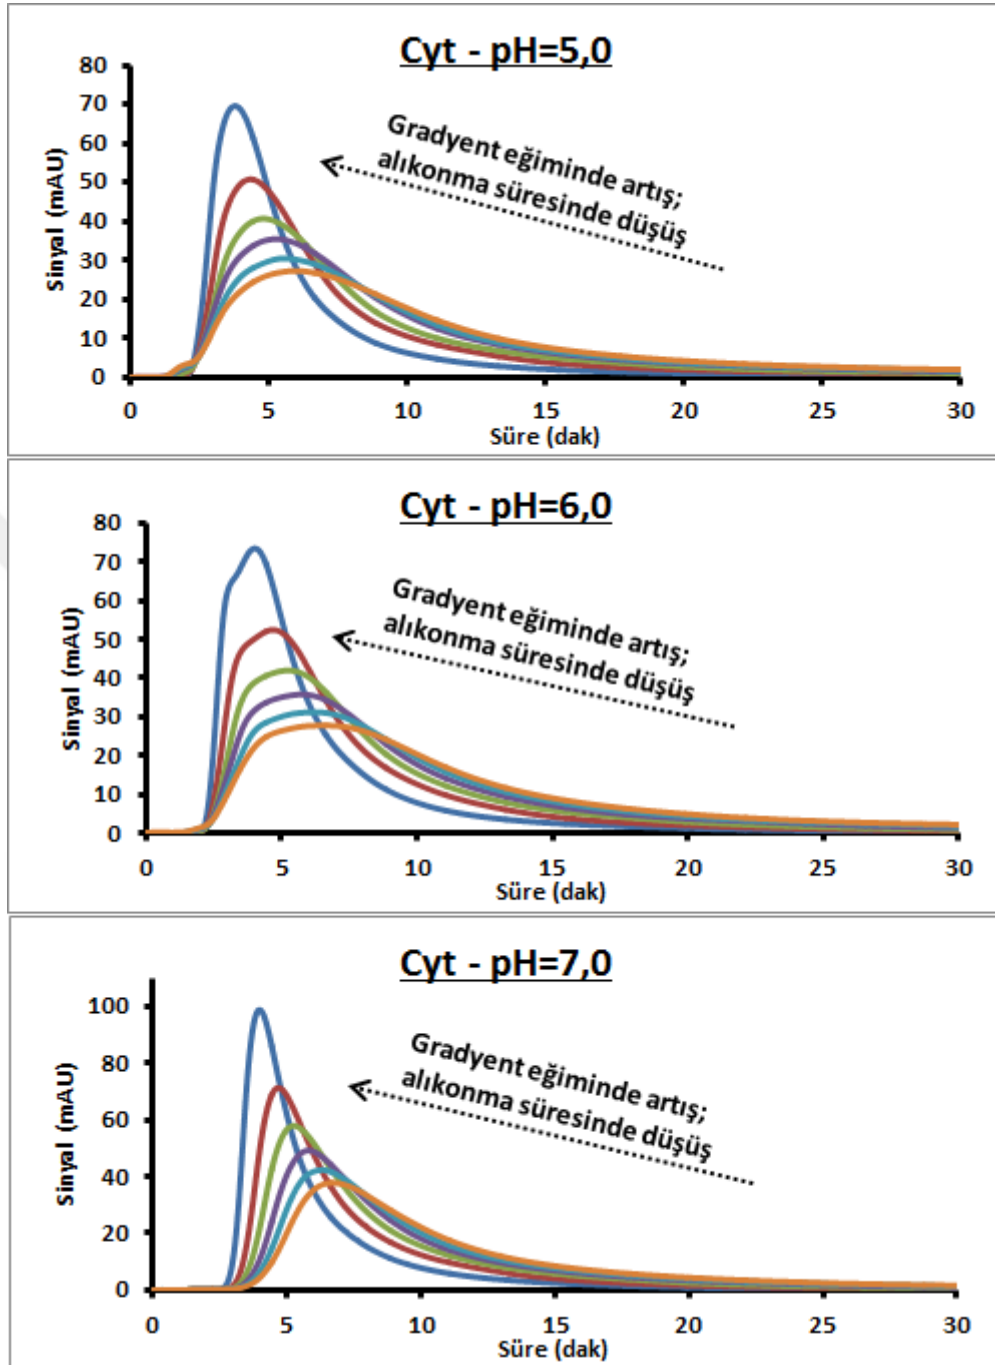 Cyt - pH=5,0
80
70
60
50
40
30
20
10
0
Sinyal (mAU)
Gradyent eğiminde artış;
alıkonma süresinde düşüş
0 5 10 15 20 25 30
Süre (dak)
Cyt - pH=6,0
80
70
60
50
40
30
20
10
0
Sinyal (mAU)
Gradyent eğiminde artış;
alıkonma süresinde düşüş
0 5 10 15 20 25 30
Süre (dak)
Cyt - pH=7,0
100
80
60
40
20
0
Sinyal (mAU)
Gradyent eğiminde artış;
alıkonma süresinde düşüş
0 5 10 15 20 25 30
Süre (dak)